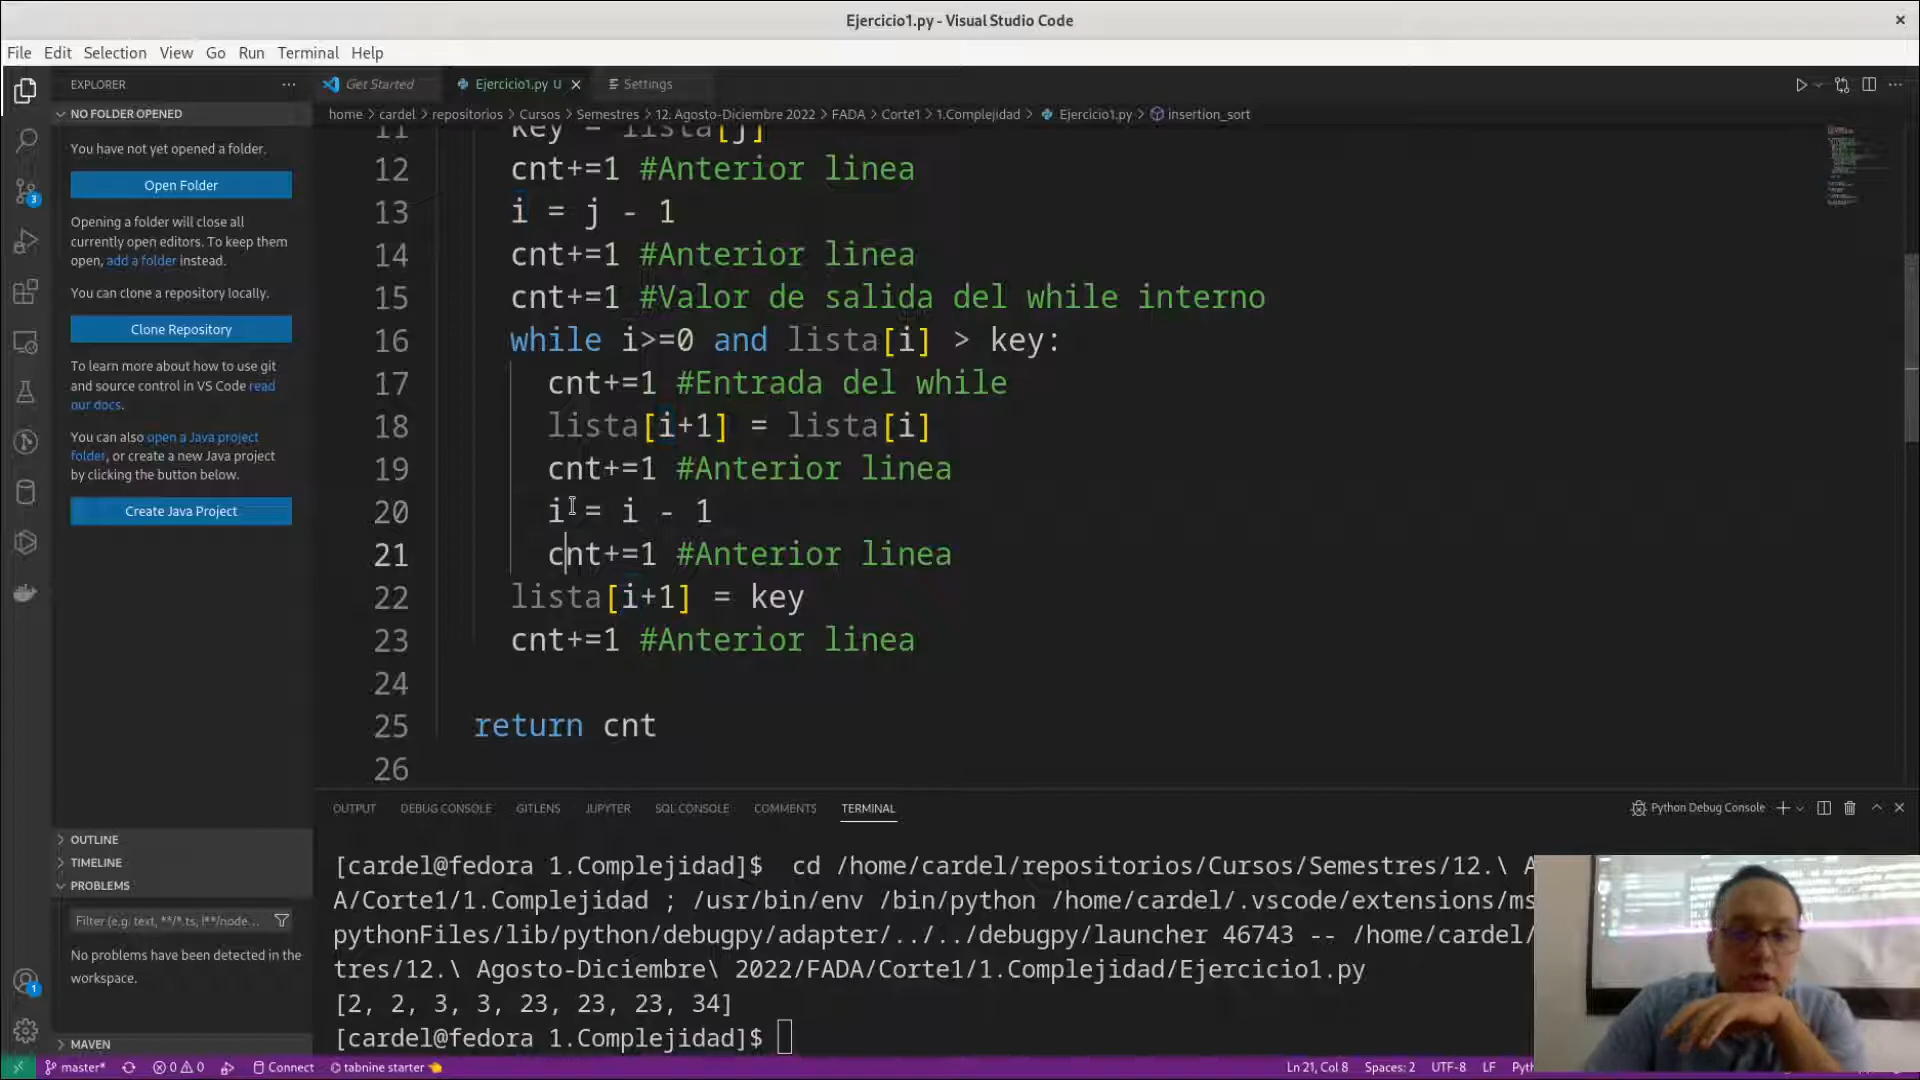 Ejercicio1.py - Visual Studio Code
File Edit Selection View Go Run Terminal Help
EXPLORER
Get Started
Ejercicio1.py U
Settings
NO FOLDER OPENED
home > cardel > repositorios > Cursos > Semestres > 12. Agosto-Diciembre 2022 > FADA > Corte1 > 1.Complejidad > Ejercicio1.py > insertion_sort
You have not yet opened a folder.
Open Folder
Opening a folder will close all
currently open editors. To keep them
open, add a folder instead.
You can clone a repository locally.
Clone Repository
To learn more about how to use git
and source control in VS Code read
our docs.
You can also open a Java project
folder, or create a new Java project
by clicking the button below.
Create Java Project
11 key = lista[j]
12 cnt+=1 #Anterior linea
13 i = j - 1
14 cnt+=1 #Anterior linea
15 cnt+=1 #Valor de salida del while interno
16 while i>=0 and lista[i] > key:
17 cnt+=1 #Entrada del while
18 lista[i+1] = lista[i]
19 cnt+=1 #Anterior linea
20 i = i - 1
21 cnt+=1 #Anterior linea
22 lista[i+1] = key
23 cnt+=1 #Anterior linea
24
25 return cnt
26
OUTLINE
TIMELINE
PROBLEMS
Filter (e.g. text, **/*.ts, !**/node...
No problems have been detected in the
workspace.
MAVEN
OUTPUT DEBUG CONSOLE GITLENS JUPYTER SQL CONSOLE COMMENTS TERMINAL
Python Debug Console
[cardel@fedora 1.Complejidad]$ cd /home/cardel/repositorios/Cursos/Semestres/12.\ A
A/Corte1/1.Complejidad ; /usr/bin/env /bin/python /home/cardel/.vscode/extensions/ms
pythonFiles/lib/python/debugpy/adapter/../../debugpy/launcher 46743 -- /home/cardel/
tres/12.\ Agosto-Diciembre\ 2022/FADA/Corte1/1.Complejidad/Ejercicio1.py
[2, 2, 3, 3, 23, 23, 23, 34]
[cardel@fedora 1.Complejidad]$
3
1
master* 0 0 Connect tabnine starter
Ln 21, Col 8 Spaces: 2 UTF-8 LF Pyth